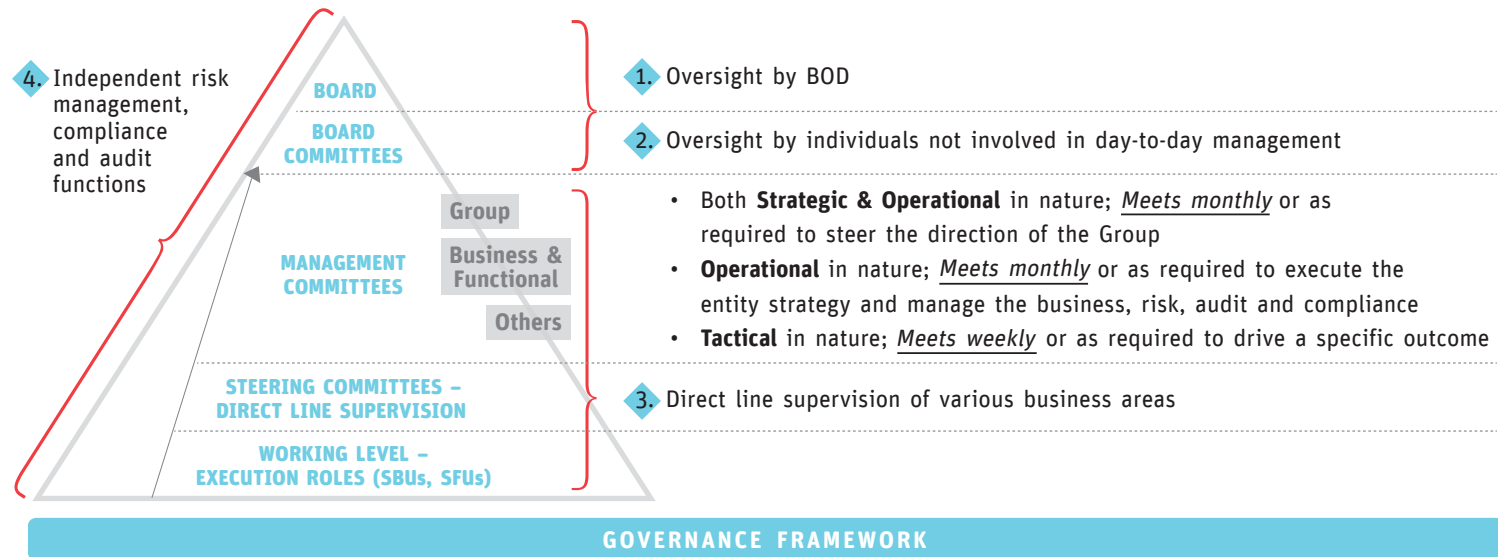 4. Independent risk
management,
compliance
and audit
functions
BOARD
1. Oversight by BOD
BOARD
COMMITTEES
2. Oversight by individuals not involved in day-to-day management
MANAGEMENT
COMMITTEES
Group
Business &
Functional
Others
• Both Strategic & Operational in nature; Meets monthly or as
required to steer the direction of the Group
• Operational in nature; Meets monthly or as required to execute the
entity strategy and manage the business, risk, audit and compliance
• Tactical in nature; Meets weekly or as required to drive a specific outcome
STEERING COMMITTEES –
DIRECT LINE SUPERVISION
3. Direct line supervision of various business areas
WORKING LEVEL –
EXECUTION ROLES (SBUs, SFUs)
GOVERNANCE FRAMEWORK